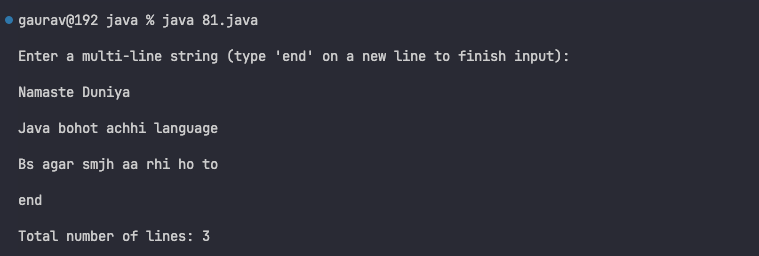 gaurav@192 java % java 81.java
Enter a multi-line string (type 'end' on a new line to finish input):
Namaste Duniya
Java bohot achhi language
Bs agar smjh aa rhi ho to
end
Total number of lines: 3